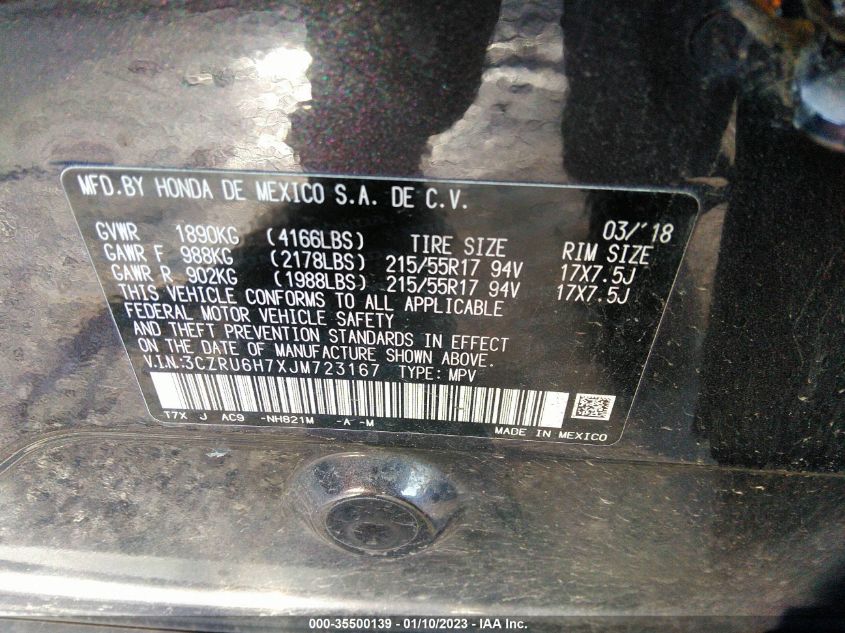 MFD.BY HONDA DE MEXICO S.A. DE C.V.
03/'18
GVWR 1890KG (4166LBS) TIRE SIZE RIM SIZE
GAWR F 988KG (2178LBS) 215/55R17 94V 17X7.5J
GAWR R 902KG (1988LBS) 215/55R17 94V 17X7.5J
THIS VEHICLE CONFORMS TO ALL APPLICABLE
FEDERAL MOTOR VEHICLE SAFETY
AND THEFT PREVENTION STANDARDS IN EFFECT
ON THE DATE OF MANUFACTURE SHOWN ABOVE.
V.I.N:3CZRU6H7XJM723167 TYPE: MPV
T7X J AC9 -NH821M -A -M
MADE IN MEXICO
000-35500139 - 01/10/2023 - IAA Inc.